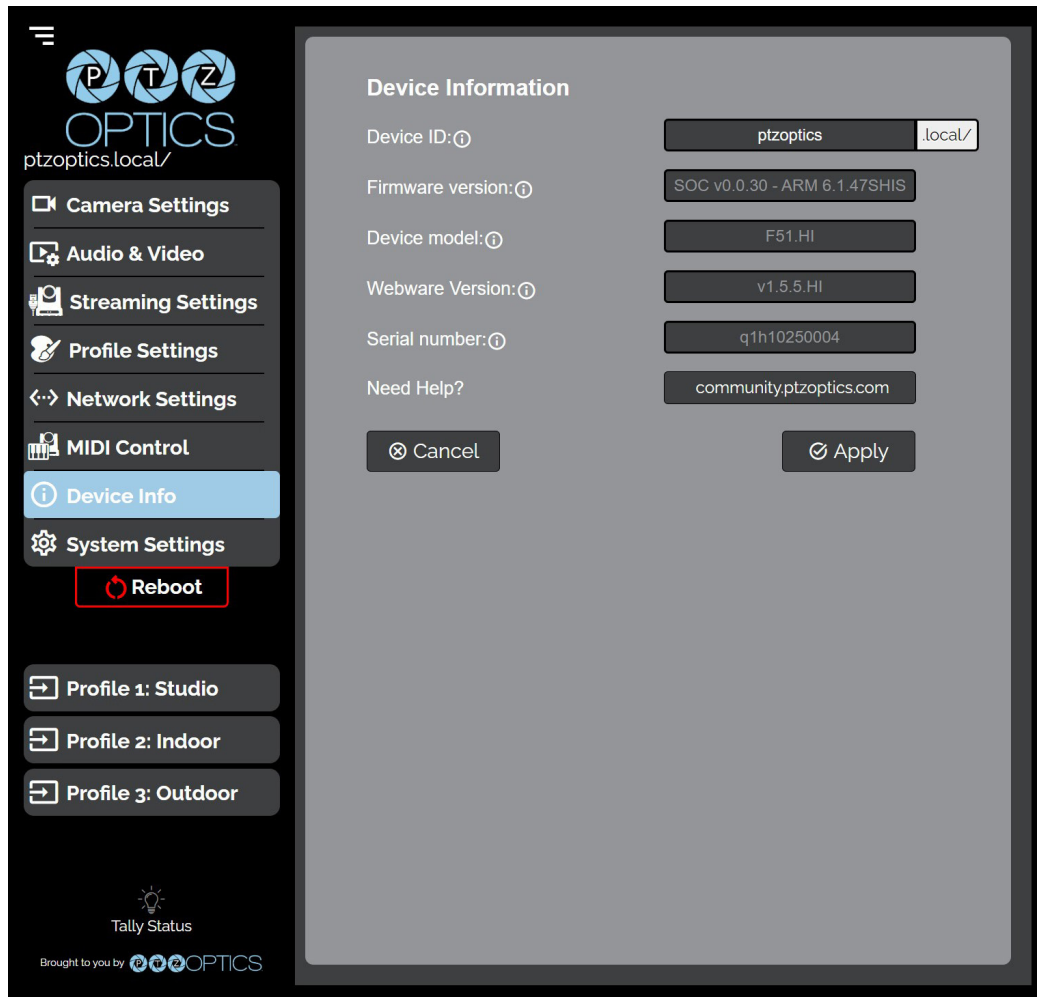 PTZ
OPTICS
ptzoptics.local/
Camera Settings
Audio & Video
Streaming Settings
Profile Settings
Network Settings
MIDI Control
Device Info
System Settings
Reboot
Profile 1: Studio
Profile 2: Indoor
Profile 3: Outdoor
Tally Status
Brought to you by PTZ OPTICS
Device Information
Device ID: ptzoptics .local/
Firmware version: SOC v0.0.30 - ARM 6.1.47SHIS
Device model: F51.HI
Webware Version: v1.5.5.HI
Serial number: q1h10250004
Need Help? community.ptzoptics.com
Cancel Apply